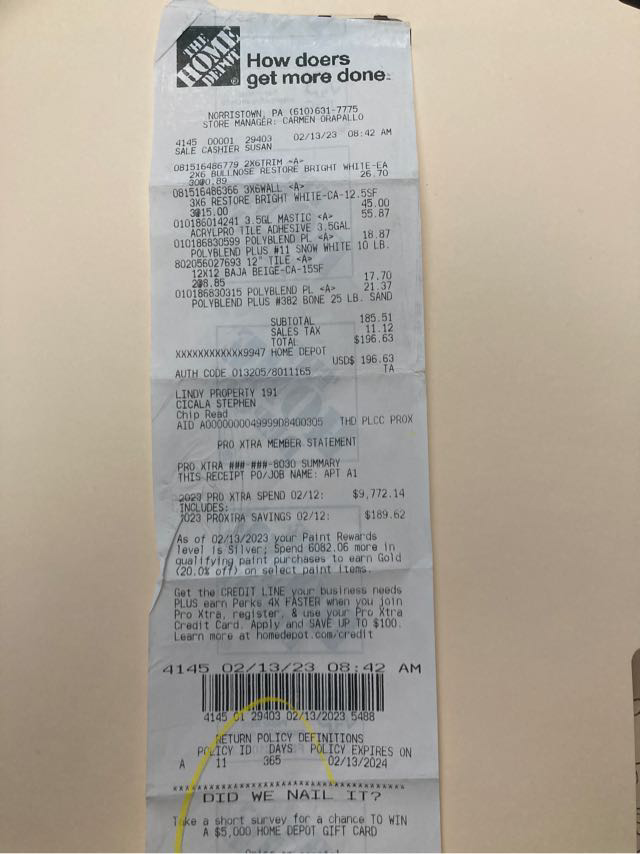 THE HOME DEPOT
How doers
get more done.
NORRISTOWN, PA (610)631-7775
STORE MANAGER: CARMEN ORAPALLO
4145 00001 29403 02/13/23 08:42 AM
SALE CASHIER SUSAN
081516486779 2X6TRIM <A>
2X6 BULLNOSE RESTORE BRIGHT WHITE-EA
26.70
081516486366 3X6WALL <A>
3X6 RESTORE BRIGHT WHITE-CA-12.5SF
45.00
010186014241 3.5GL MASTIC <A> 55.87
ACRYLPRO TILE ADHESIVE 3.5GAL
010186830599 POLYBLEND PL <A> 18.87
POLYBLEND PLUS #11 SNOW WHITE 10 LB.
802056027693 12" TILE <A>
12X12 BAJA BEIGE-CA-15SF
17.70
010186830315 POLYBLEND PL <A> 21.37
POLYBLEND PLUS #382 BONE 25 LB. SAND
SUBTOTAL 185.51
SALES TAX 11.12
TOTAL $196.63
XXXXXXXXXXXX9947 HOME DEPOT
USD$ 196.63
AUTH CODE 013205/8011165 TA
LINDY PROPERTY 191
CICALA STEPHEN
Chip Read
AID A0000000049999D8400305 THD PLCC PROX
PRO XTRA MEMBER STATEMENT
PRO XTRA ###-###-8030 SUMMARY
THIS RECEIPT PO/JOB NAME: APT A1
2023 PRO XTRA SPEND 02/12: $9,772.14
INCLUDES:
2023 PROXTRA SAVINGS 02/12: $189.62
As of 02/13/2023 your Paint Rewards
level is Silver; Spend 6082.06 more in
qualifying paint purchases to earn Gold
(20.0% off) on select paint items.
Get the CREDIT LINE your business needs
PLUS earn Perks 4X FASTER when you join
Pro Xtra, register, & use your Pro Xtra
Credit Card. Apply and SAVE UP TO $100.
Learn more at homedepot.com/credit
4145 02/13/23 08:42 AM
4145 01 29403 02/13/2023 5488
RETURN POLICY DEFINITIONS
POLICY ID DAYS POLICY EXPIRES ON
A 11 365 02/13/2024
DID WE NAIL IT?
Take a short survey for a chance TO WIN
A $5,000 HOME DEPOT GIFT CARD